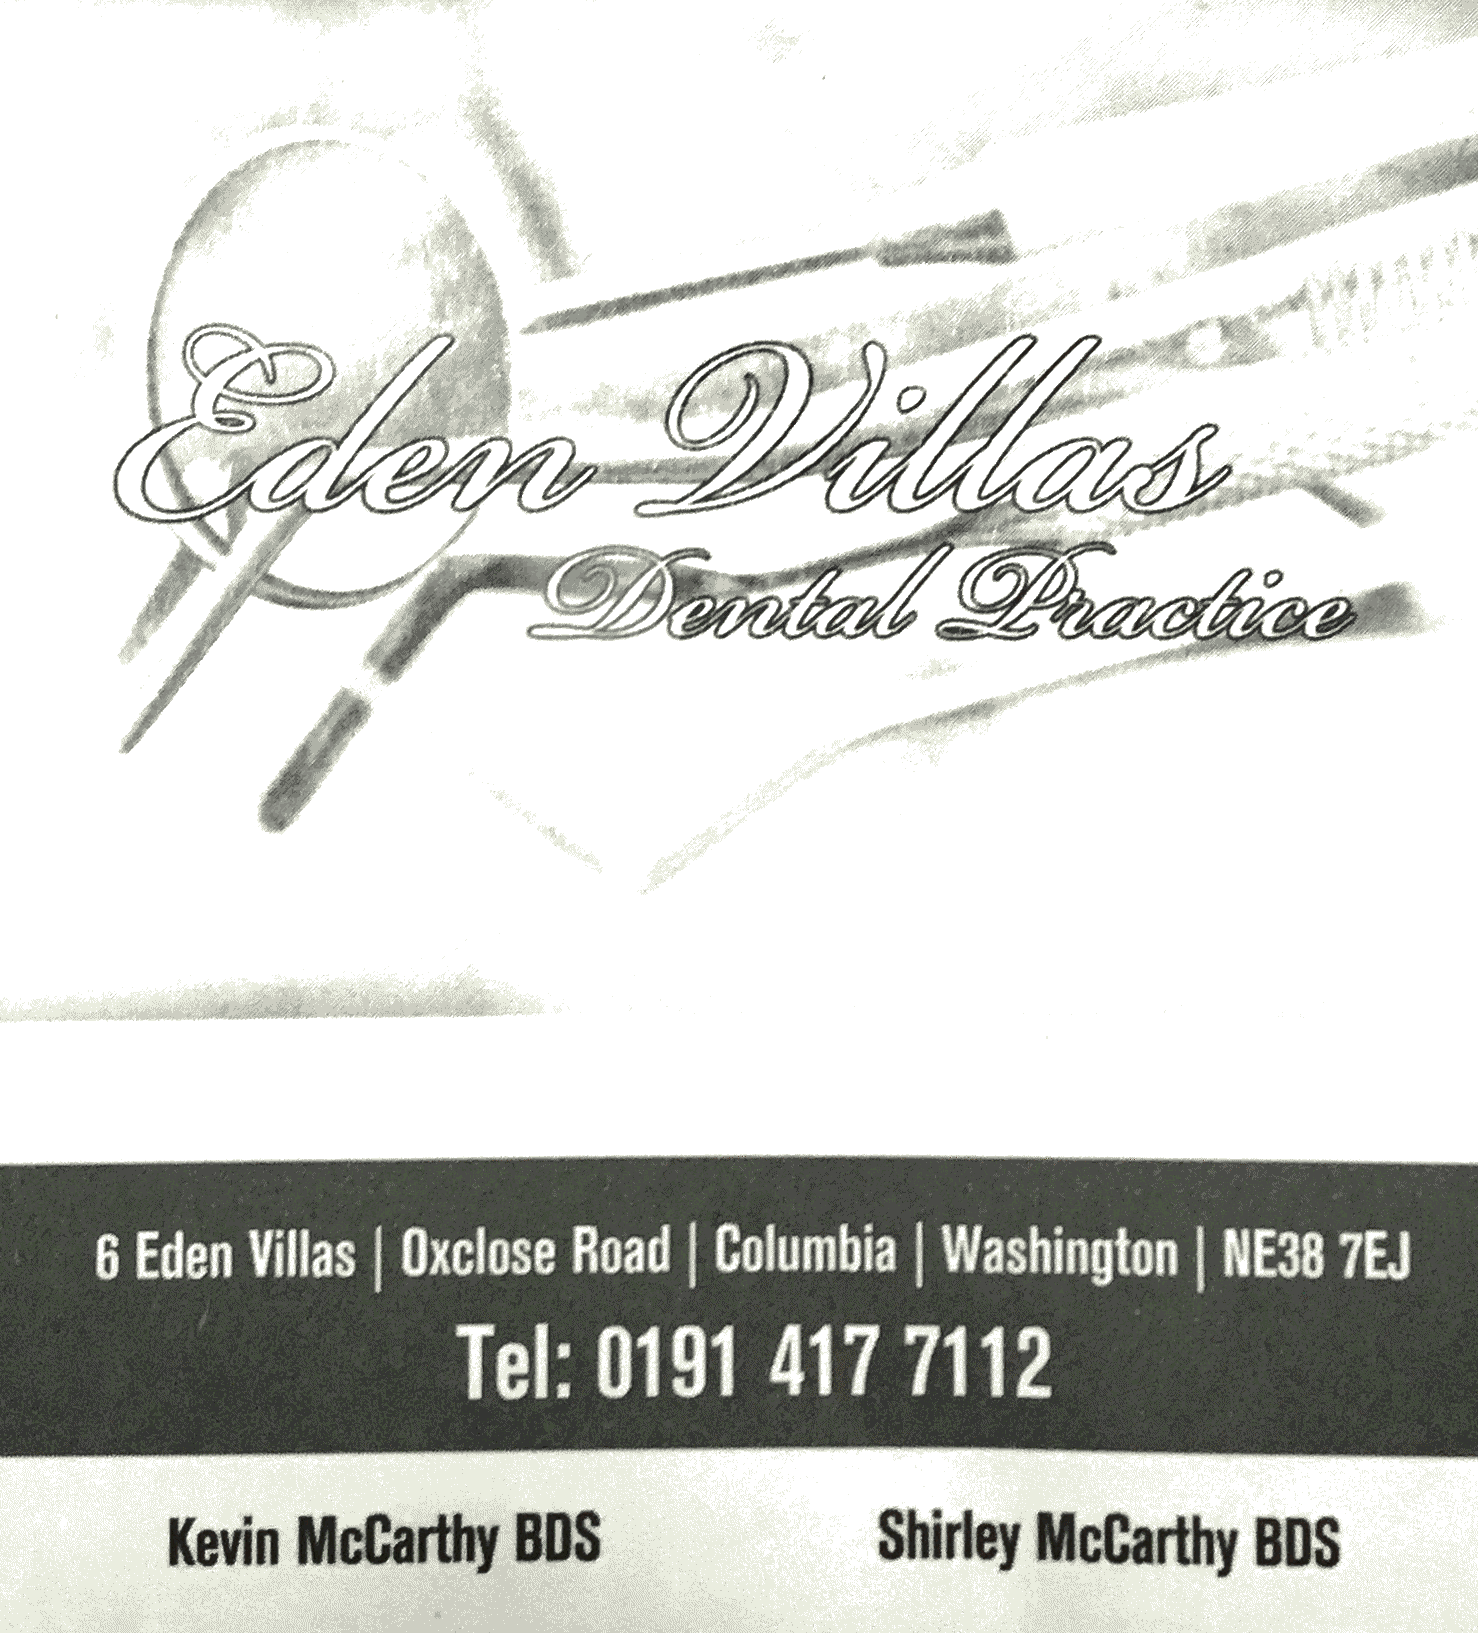 Eden Villas
Dental Practice
6 Eden Villas | Oxclose Road | Columbia | Washington | NE38 7EJ
Tel: 0191 417 7112
Kevin McCarthy BDS
Shirley McCarthy BDS